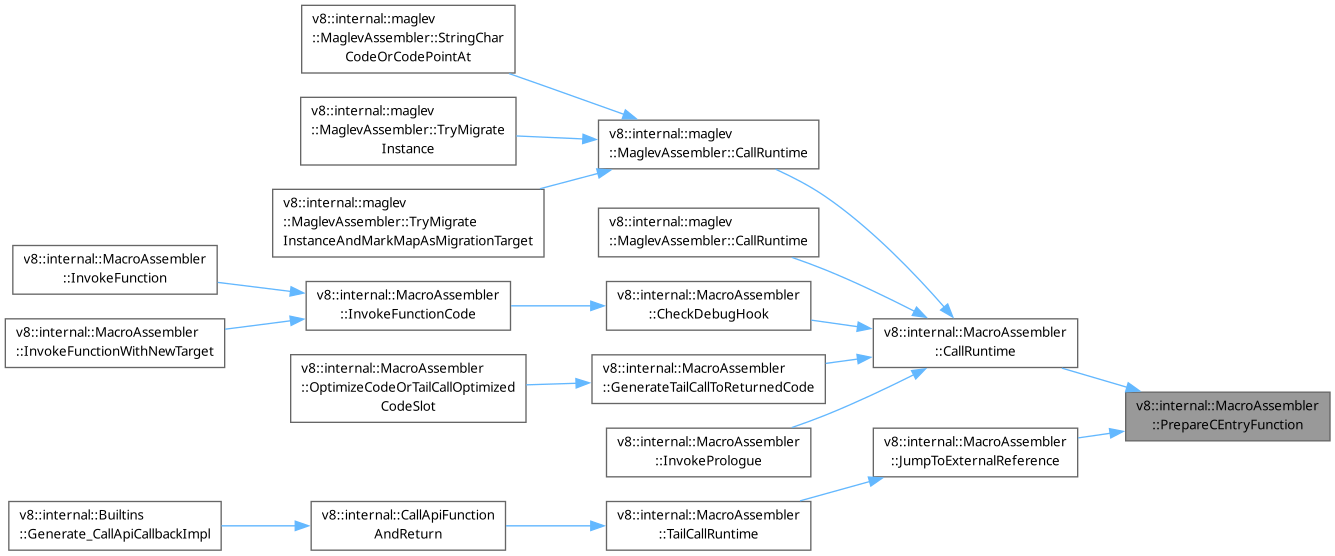 v8::internal::maglev
::MaglevAssembler::StringChar
CodeOrCodePointAt
v8::internal::maglev
::MaglevAssembler::TryMigrate
Instance
v8::internal::maglev
::MaglevAssembler::CallRuntime
v8::internal::maglev
::MaglevAssembler::TryMigrate
InstanceAndMarkMapAsMigrationTarget
v8::internal::maglev
::MaglevAssembler::CallRuntime
v8::internal::MacroAssembler
::InvokeFunction
v8::internal::MacroAssembler
::InvokeFunctionCode
v8::internal::MacroAssembler
::CheckDebugHook
v8::internal::MacroAssembler
::InvokeFunctionWithNewTarget
v8::internal::MacroAssembler
::CallRuntime
v8::internal::MacroAssembler
::OptimizeCodeOrTailCallOptimized
CodeSlot
v8::internal::MacroAssembler
::GenerateTailCallToReturnedCode
v8::internal::MacroAssembler
::PrepareCEntryFunction
v8::internal::MacroAssembler
::InvokePrologue
v8::internal::MacroAssembler
::JumpToExternalReference
v8::internal::Builtins
::Generate_CallApiCallbackImpl
v8::internal::CallApiFunction
AndReturn
v8::internal::MacroAssembler
::TailCallRuntime